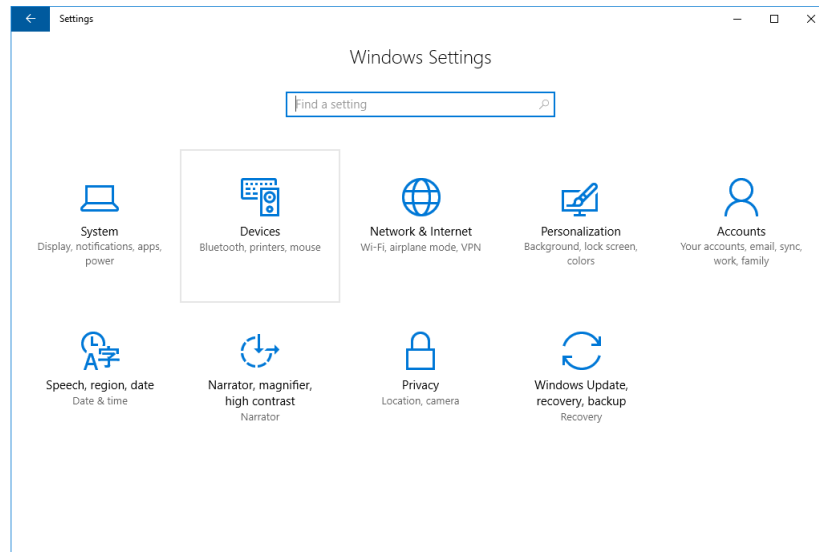 Settings
Windows Settings
Find a setting
System
Display, notifications, apps,
power
Devices
Bluetooth, printers, mouse
Network & Internet
Wi-Fi, airplane mode, VPN
Personalization
Background, lock screen,
colors
Accounts
Your accounts, email, sync,
work, family
A字
Speech, region, date
Date & time
Narrator, magnifier,
high contrast
Narrator
Privacy
Location, camera
Windows Update,
recovery, backup
Recovery